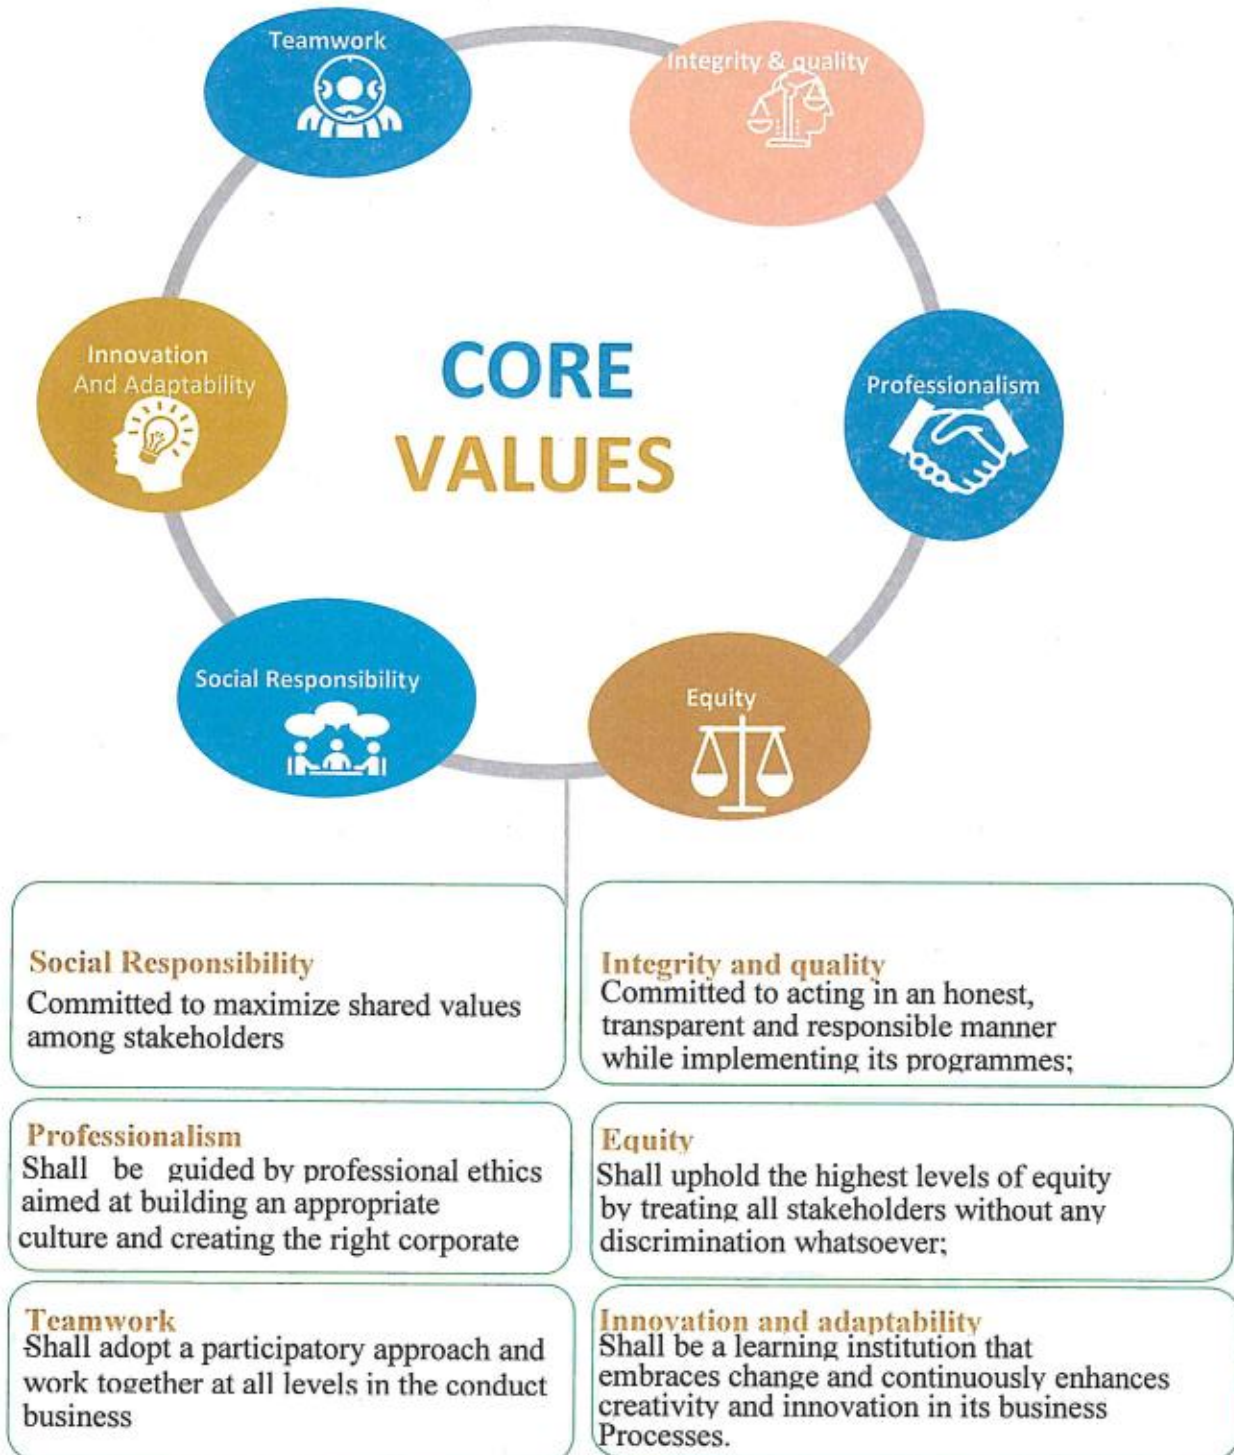 Teamwork
Integrity & quality
Innovation
And Adaptability
CORE
VALUES
Professionalism
Social Responsibility
Equity
Social Responsibility
Committed to maximize shared values
among stakeholders
Integrity and quality
Committed to acting in an honest,
transparent and responsible manner
while implementing its programmes;
Professionalism
Shall be guided by professional ethics
aimed at building an appropriate
culture and creating the right corporate
Equity
Shall uphold the highest levels of equity
by treating all stakeholders without any
discrimination whatsoever;
Teamwork
Shall adopt a participatory approach and
work together at all levels in the conduct
business
Innovation and adaptability
Shall be a learning institution that
embraces change and continuously enhances
creativity and innovation in its business
Processes.